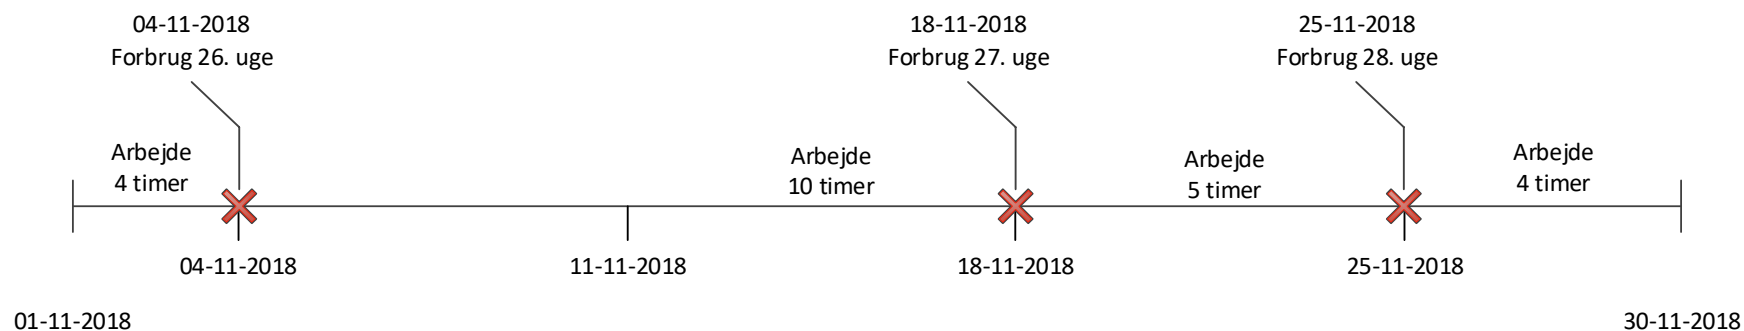 04-11-2018
Forbrug 26. uge
18-11-2018
Forbrug 27. uge
25-11-2018
Forbrug 28. uge
Arbejde
4 timer
Arbejde
10 timer
Arbejde
5 timer
Arbejde
4 timer
04-11-2018
11-11-2018
18-11-2018
25-11-2018
01-11-2018
30-11-2018